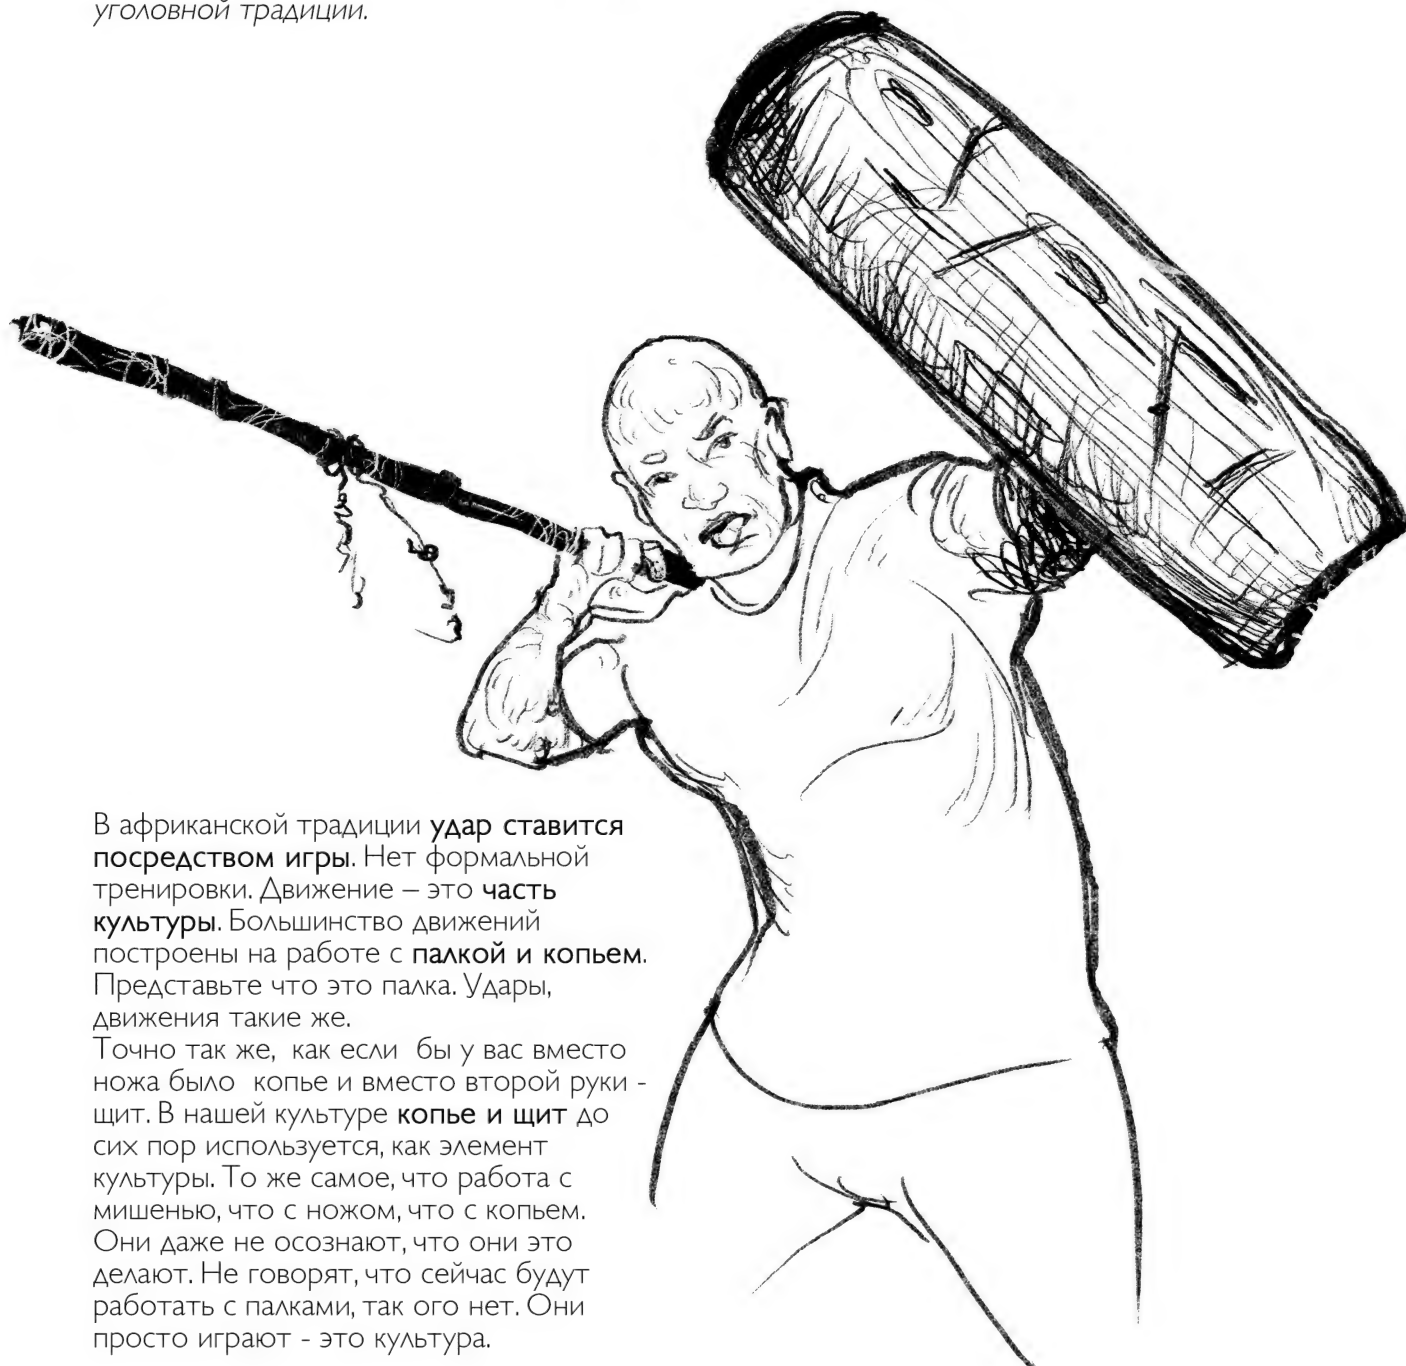 уголовной традиции.
В африканской традиции удар ставится
посредством игры. Нет формальной
тренировки. Движение – это часть
культуры. Большинство движений
построены на работе с палкой и копьем.
Представьте что это палка. Удары,
движения такие же.
Точно так же, как если бы у вас вместо
ножа было копье и вместо второй руки -
щит. В нашей культуре копье и щит до
сих пор используется, как элемент
культуры. То же самое, что работа с
мишенью, что с ножом, что с копьем.
Они даже не осознают, что они это
делают. Не говорят, что сейчас будут
работать с палками, так ого нет. Они
просто играют - это культура.